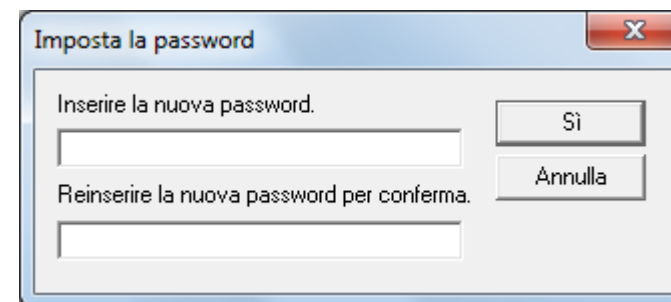 Imposta la password
Inserire la nuova password.
Sì
Annulla
Reinserire la nuova password per conferma.